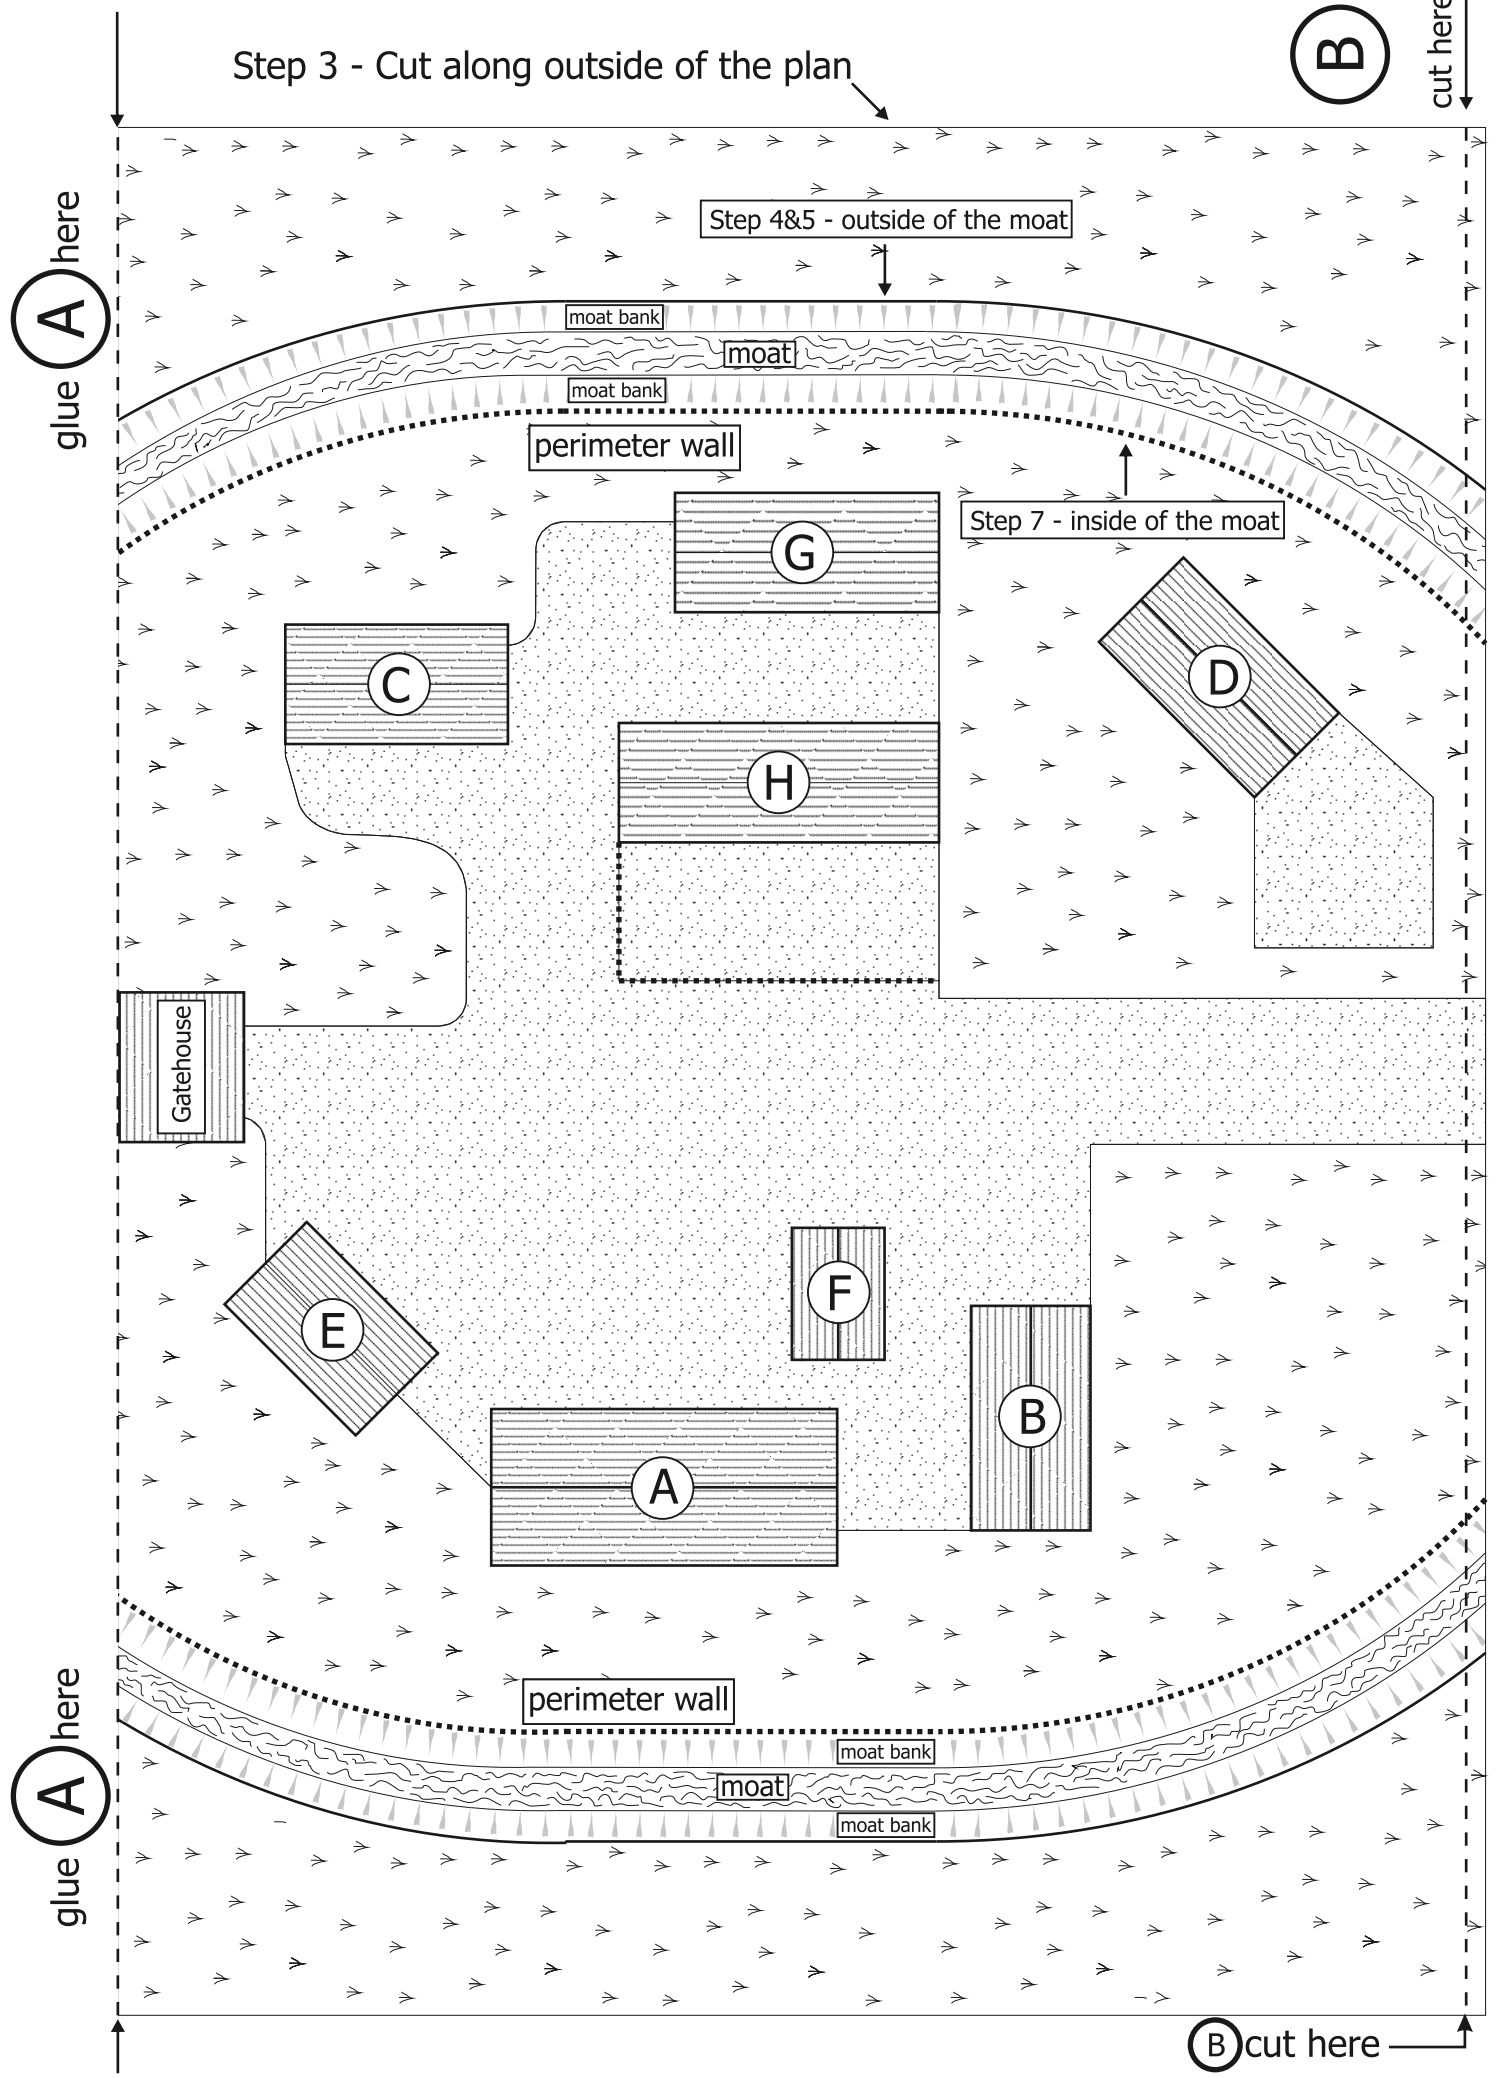 Step 3 - Cut along outside of the plan
B
cut here
glue A here
Step 4&5 - outside of the moat
moat bank
moat
moat bank
perimeter wall
Step 7 - inside of the moat
G
C
D
H
Gatehouse
F
E
B
A
perimeter wall
moat bank
moat
moat bank
glue A here
B cut here